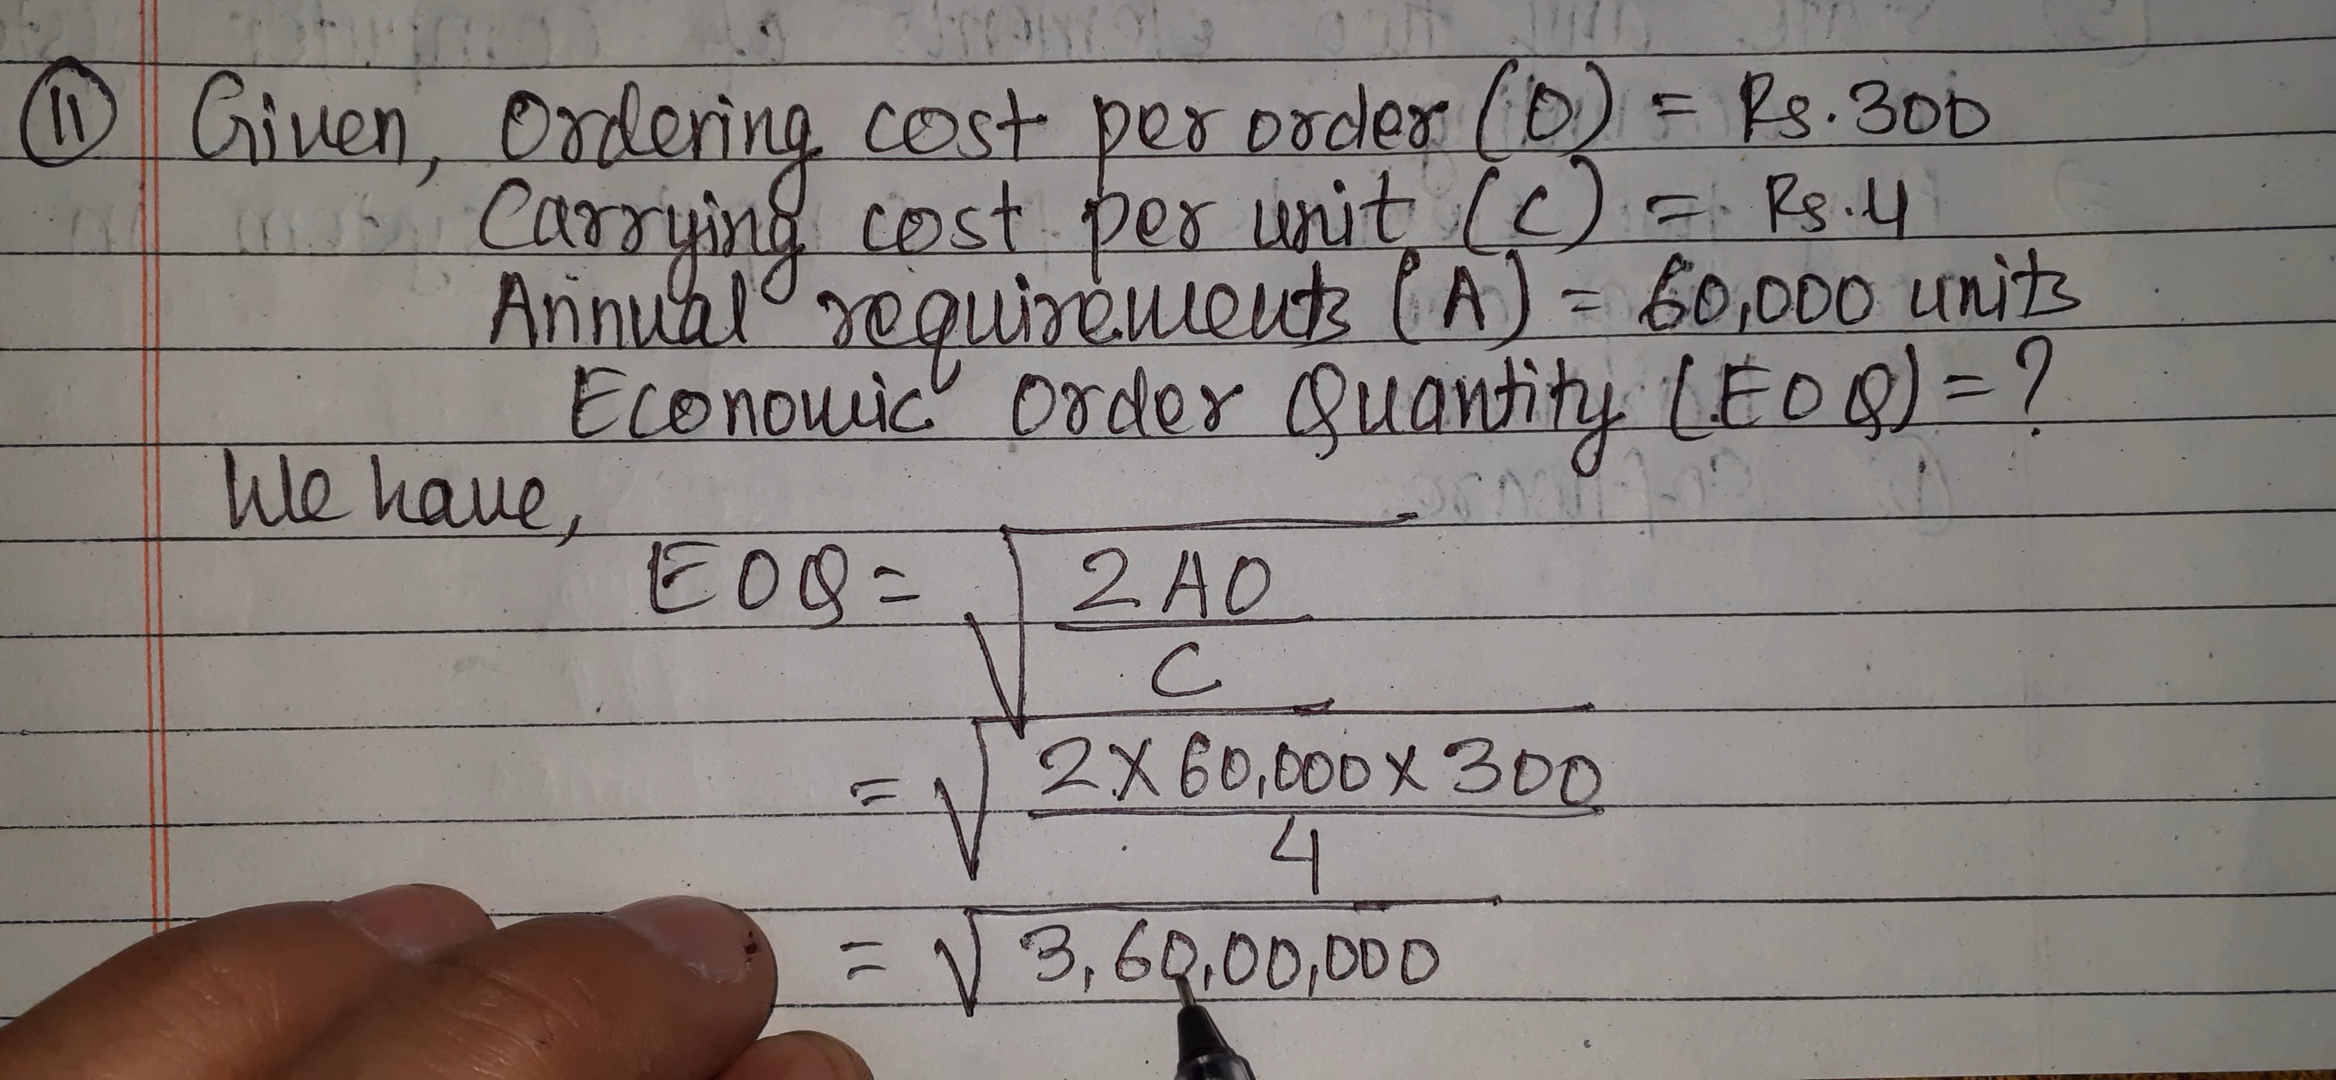 11 Given, Ordering cost per order (O) = Rs. 300
Carrying cost per unit (C) = Rs. 4
Annual requirements (A) = 60,000 units
Economic Order Quantity (EOQ) = ?
We have,
EOQ = √(2AO / C)
= √(2 × 60,000 × 300 / 4)
= √3,60,00,000